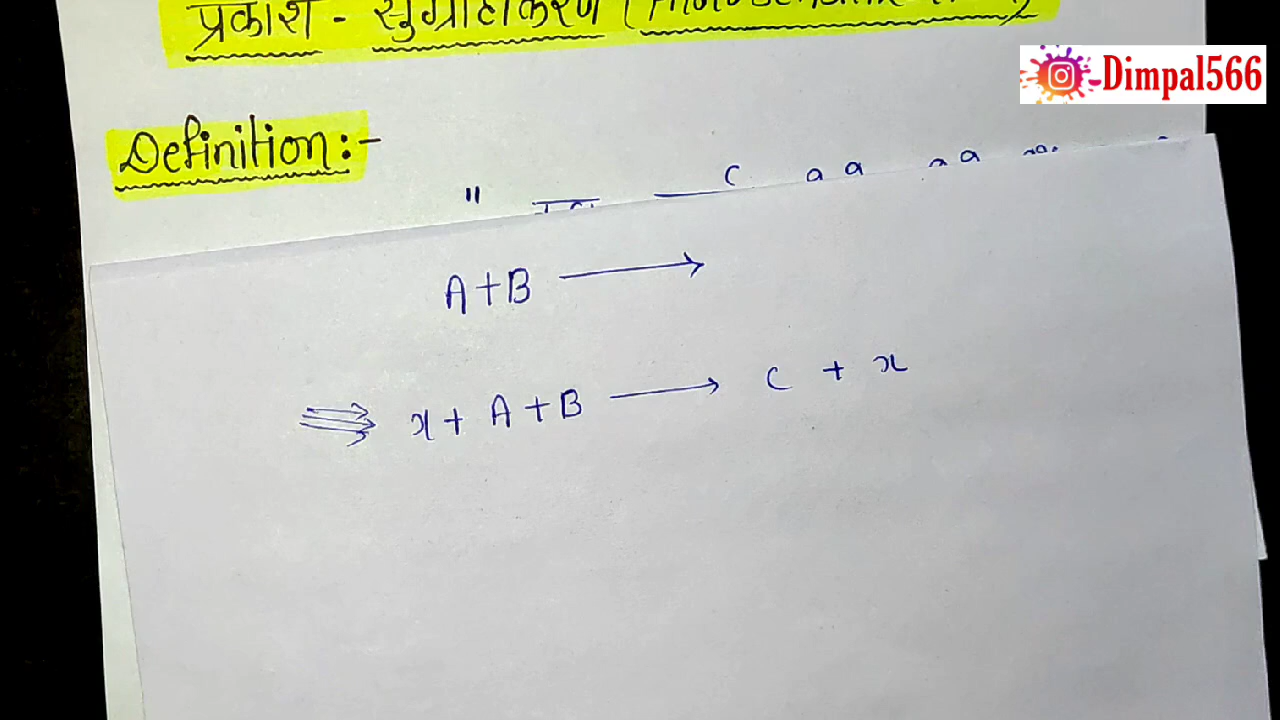 प्रकाश - सुग्राहीकरण (
-Dimpal566
Definition :-
"
A+B ⟶
⇛ x + A + B ⟶ C + x